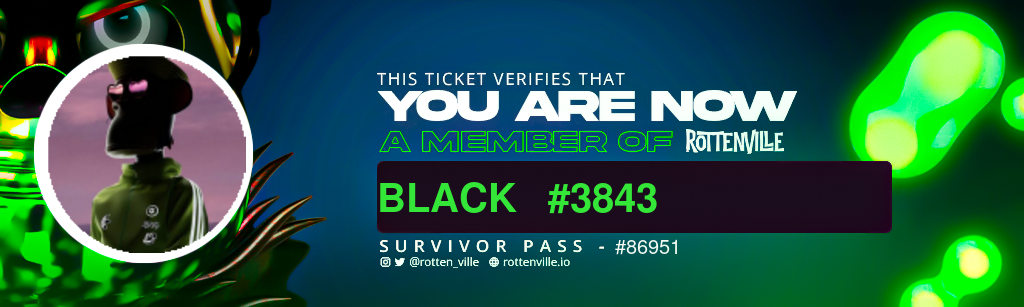 THIS TICKET VERIFIES THAT
YOU ARE NOW
A MEMBER OF ROTTENVILLE
BLACK #3843
SURVIVOR PASS - #86951
@rotten_ville rottenville.io